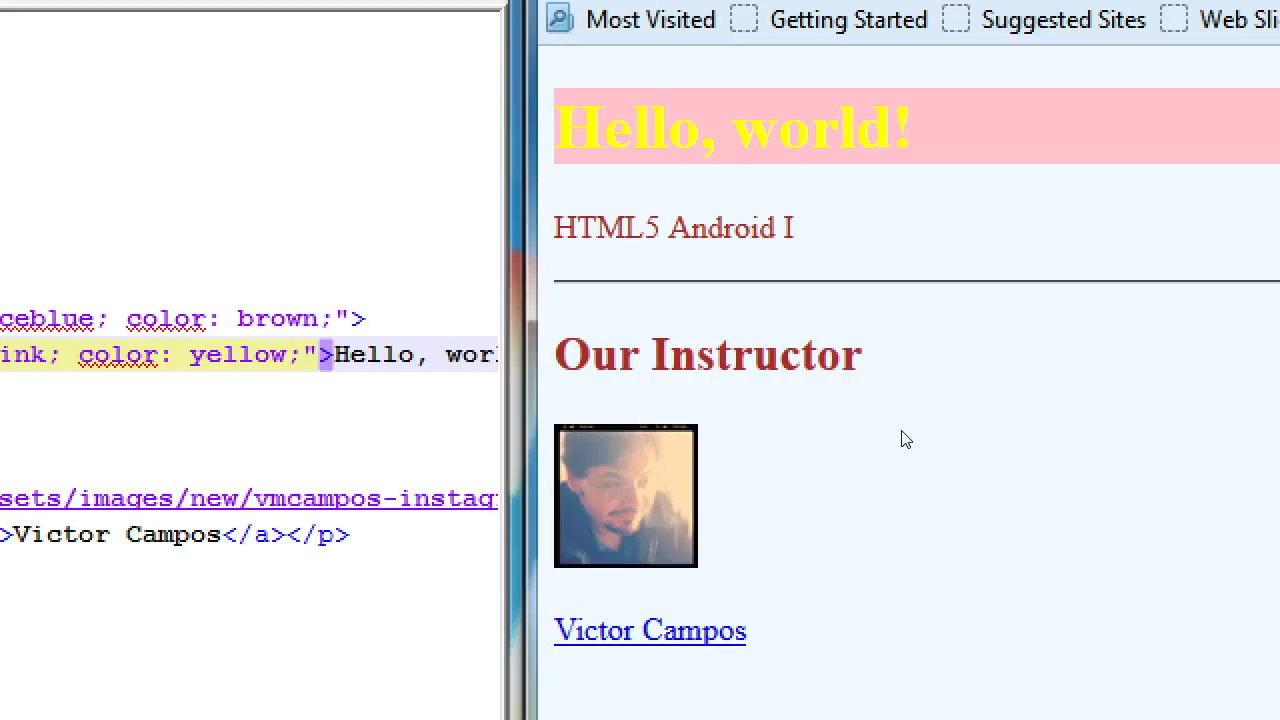 ceblue; color: brown;">
ink; color: yellow;">Hello, worl
sets/images/new/vmcampos-instag
>Victor Campos</a></p>
Most Visited Getting Started Suggested Sites Web Sli
Hello, world!
HTML5 Android I
Our Instructor
Victor Campos